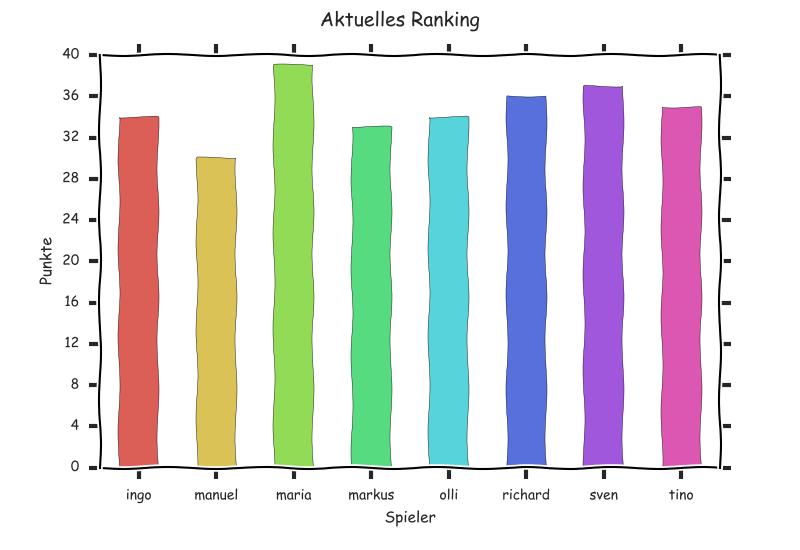 Aktuelles Ranking
40
36
32
28
24
20
16
12
8
4
0
Punkte
ingo manuel maria markus olli richard sven tino
Spieler